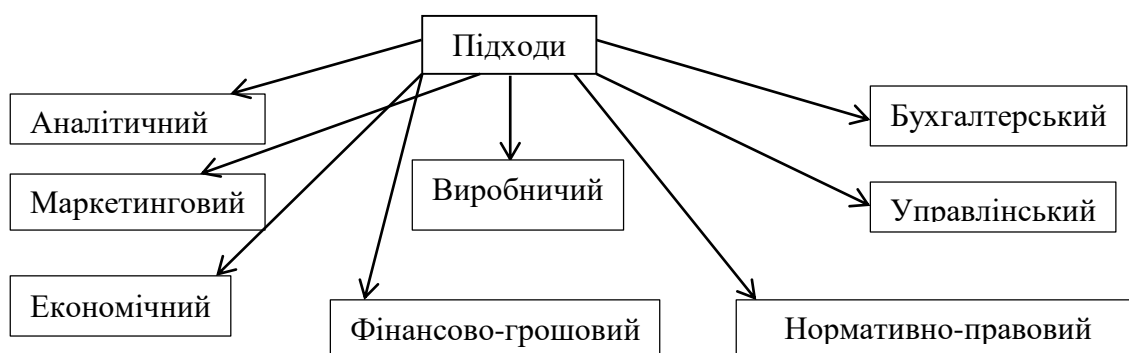 Підходи
Аналітичний
Бухгалтерський
Маркетинговий
Виробничий
Управлінський
Економічний
Фінансово-грошовий
Нормативно-правовий